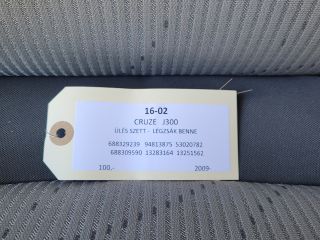 16-02
CRUZE J300
ÜLÉS SZETT - LÉGZSÁK BENNE
688329239 94813875 53020782
688309590 13283164 13251562
100.- 2009-